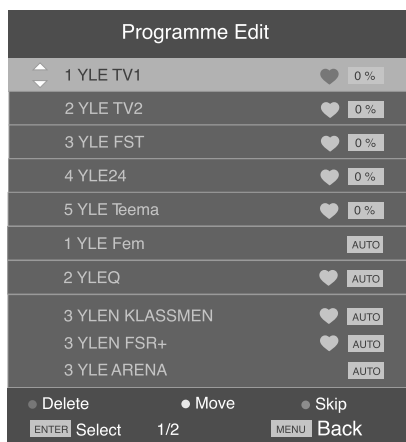 Programme Edit
1 YLE TV1 0 %
2 YLE TV2 0 %
3 YLE FST 0 %
4 YLE24 0 %
5 YLE Teema 0 %
1 YLE Fem AUTO
2 YLEQ AUTO
3 YLEN KLASSMEN AUTO
3 YLEN FSR+ AUTO
3 YLE ARENA AUTO
Delete Move Skip
ENTER Select 1/2 MENU Back